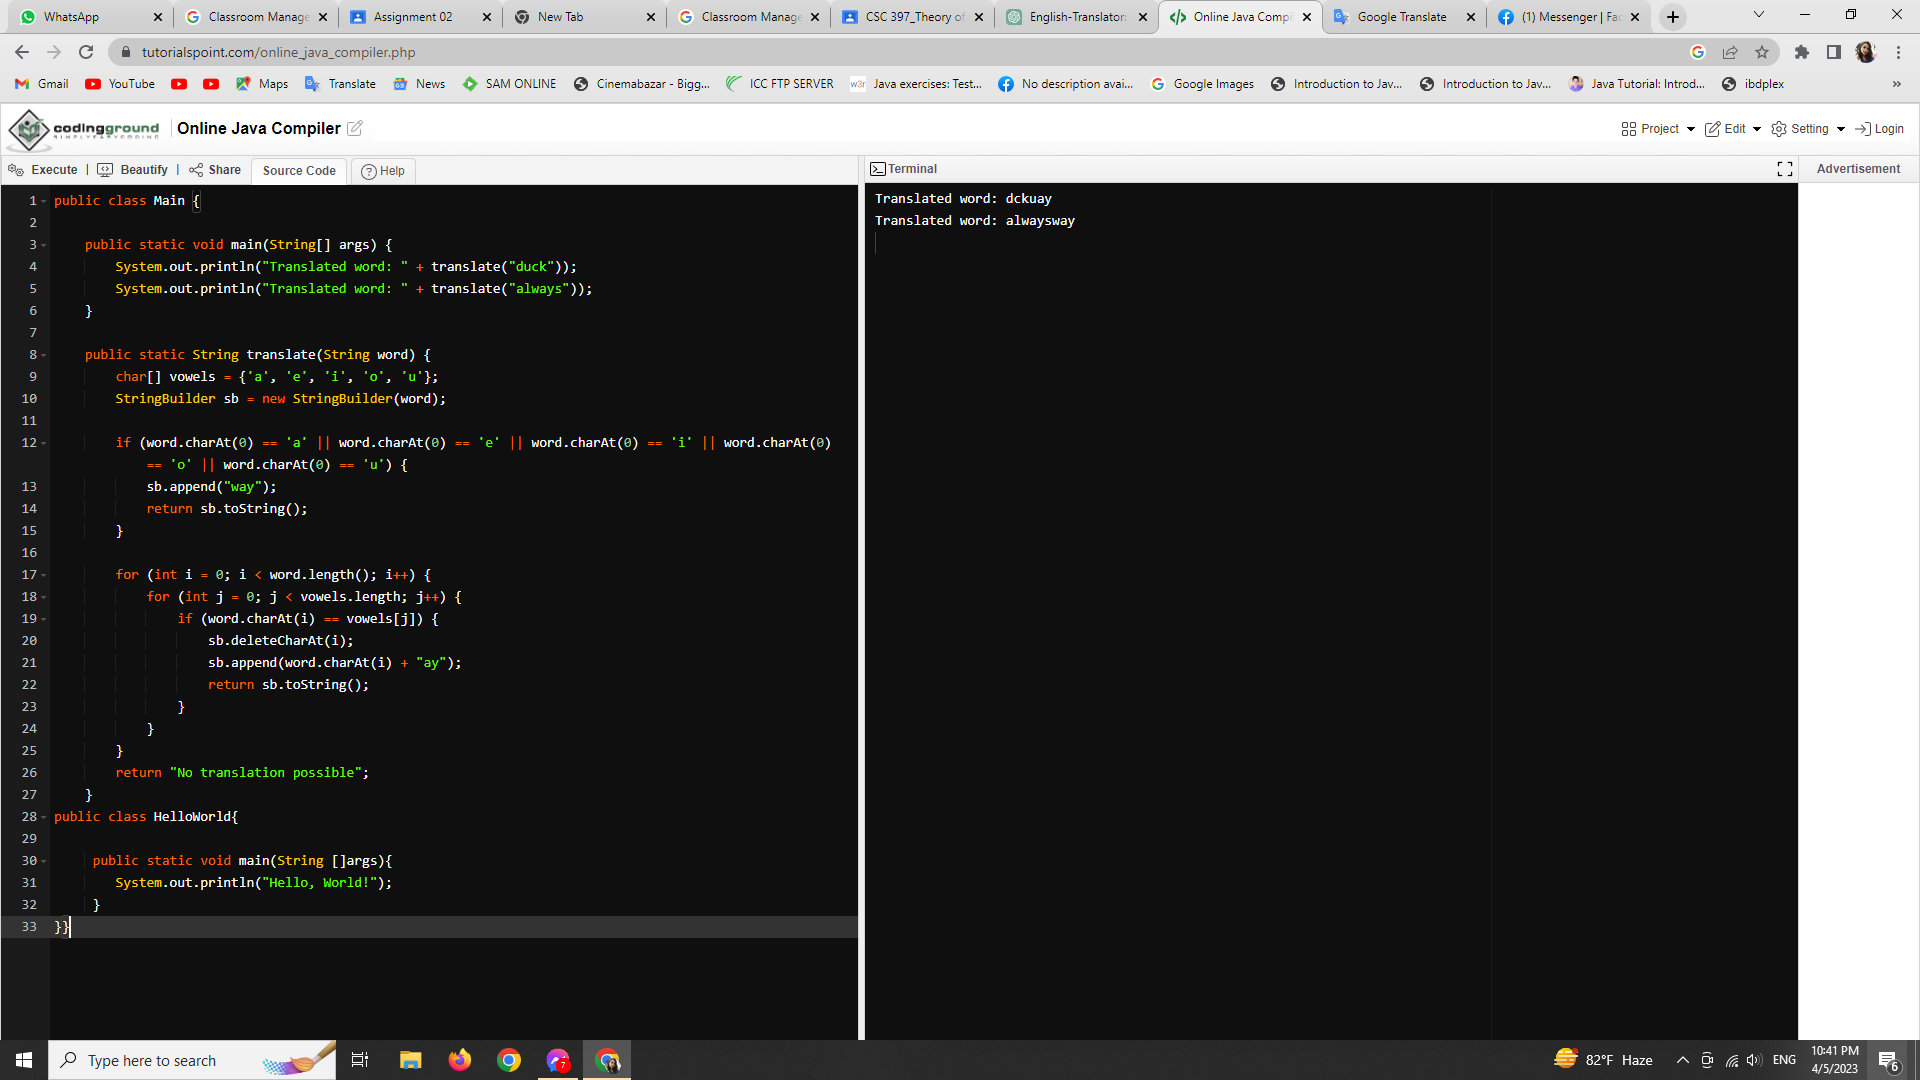 WhatsApp
Classroom Manage
Assignment 02
New Tab
Classroom Manage
CSC 397_Theory of
English-Translator:
Online Java Compi
Google Translate
(1) Messenger | Fac
tutorialspoint.com/online_java_compiler.php
Gmail
YouTube
Maps
Translate
News
SAM ONLINE
Cinemabazar - Bigg...
ICC FTP SERVER
w3r
Java exercises: Test...
No description avai...
Google Images
Introduction to Jav...
Introduction to Jav...
Java Tutorial: Introd...
ibdplex
»
codingground
SIMPLY EASY CODING
Online Java Compiler
Project
Edit
Setting
Login
Execute | Beautify | Share
Source Code
Help
Terminal
Advertisement
1 public class Main {
2
3 public static void main(String[] args) {
4 System.out.println("Translated word: " + translate("duck"));
5 System.out.println("Translated word: " + translate("always"));
6 }
7
8 public static String translate(String word) {
9 char[] vowels = {'a', 'e', 'i', 'o', 'u'};
10 StringBuilder sb = new StringBuilder(word);
11
12 if (word.charAt(0) == 'a' || word.charAt(0) == 'e' || word.charAt(0) == 'i' || word.charAt(0)
== 'o' || word.charAt(0) == 'u') {
13 sb.append("way");
14 return sb.toString();
15 }
16
17 for (int i = 0; i < word.length(); i++) {
18 for (int j = 0; j < vowels.length; j++) {
19 if (word.charAt(i) == vowels[j]) {
20 sb.deleteCharAt(i);
21 sb.append(word.charAt(i) + "ay");
22 return sb.toString();
23 }
24 }
25 }
26 return "No translation possible";
27 }
28 public class HelloWorld{
29
30 public static void main(String []args){
31 System.out.println("Hello, World!");
32 }
33 }}
Translated word: dckuay
Translated word: alwaysway
Type here to search
7
82°F Haze
ENG
10:41 PM
4/5/2023
6